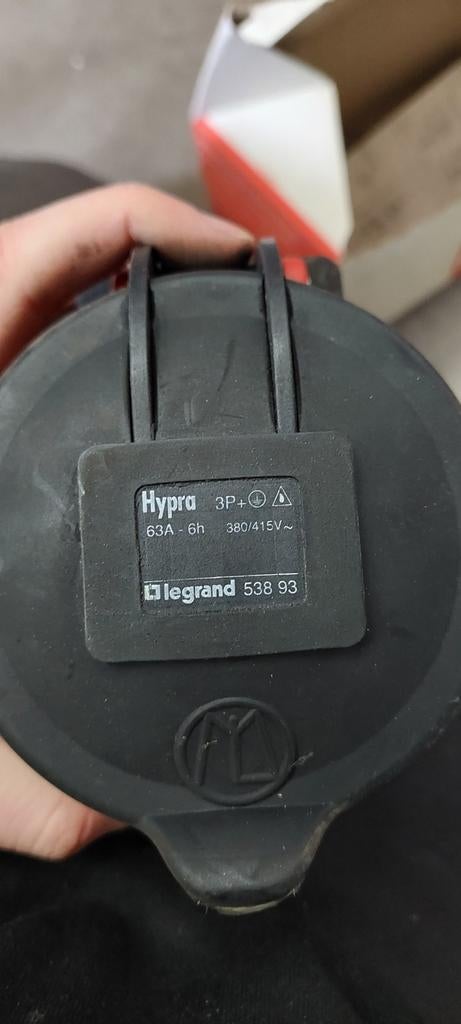 Hypra 3P+
63A - 6h 380/415V~
legrand 538 93